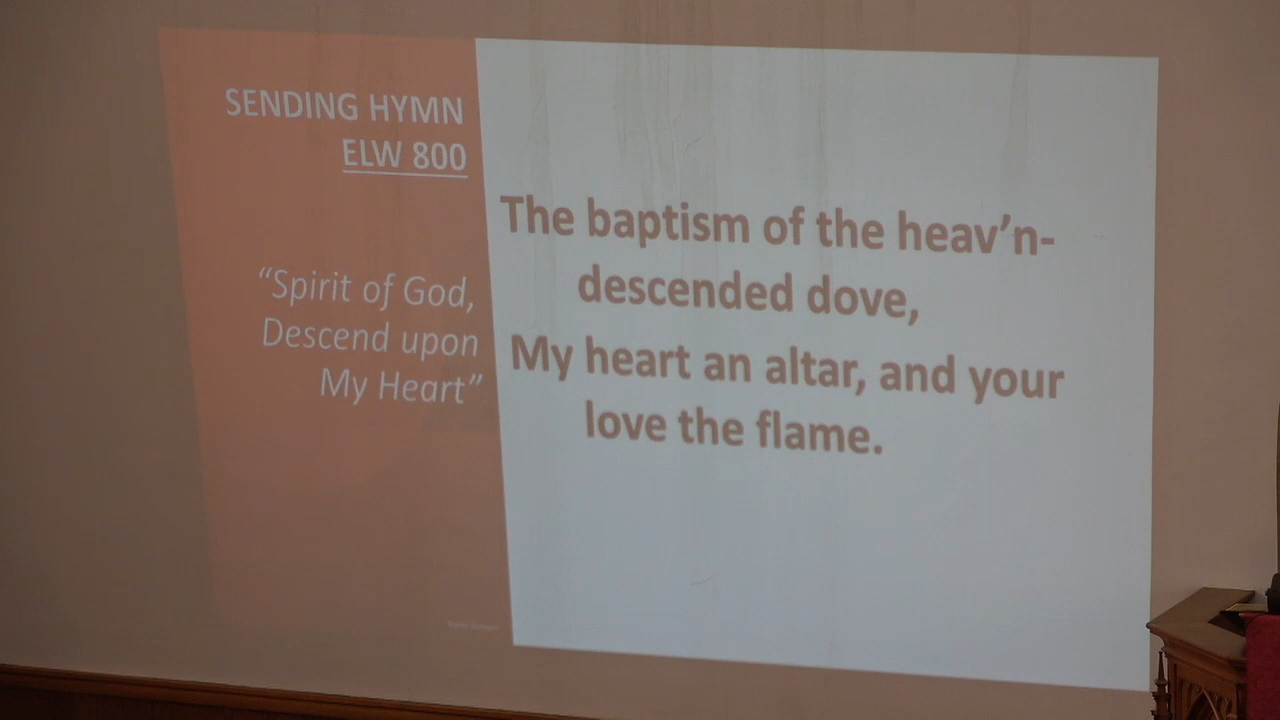 SENDING HYMN
ELW 800
“Spirit of God,
Descend upon
My Heart”
The baptism of the heav’n-
descended dove,
My heart an altar, and your
love the flame.